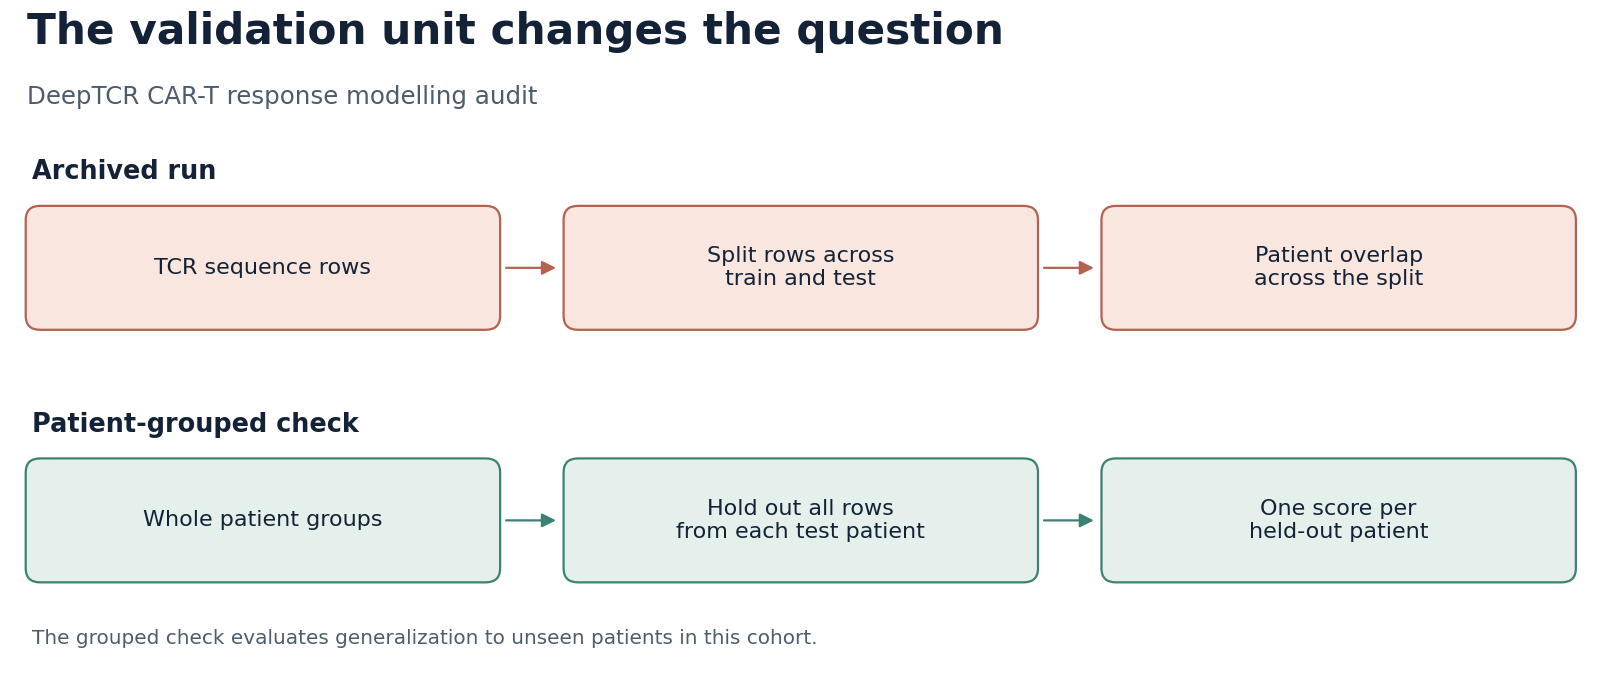 The validation unit changes the question
DeepTCR CAR-T response modelling audit
Archived run
TCR sequence rows
Split rows across
train and test
Patient overlap
across the split
Patient-grouped check
Whole patient groups
Hold out all rows
from each test patient
One score per
held-out patient
The grouped check evaluates generalization to unseen patients in this cohort.